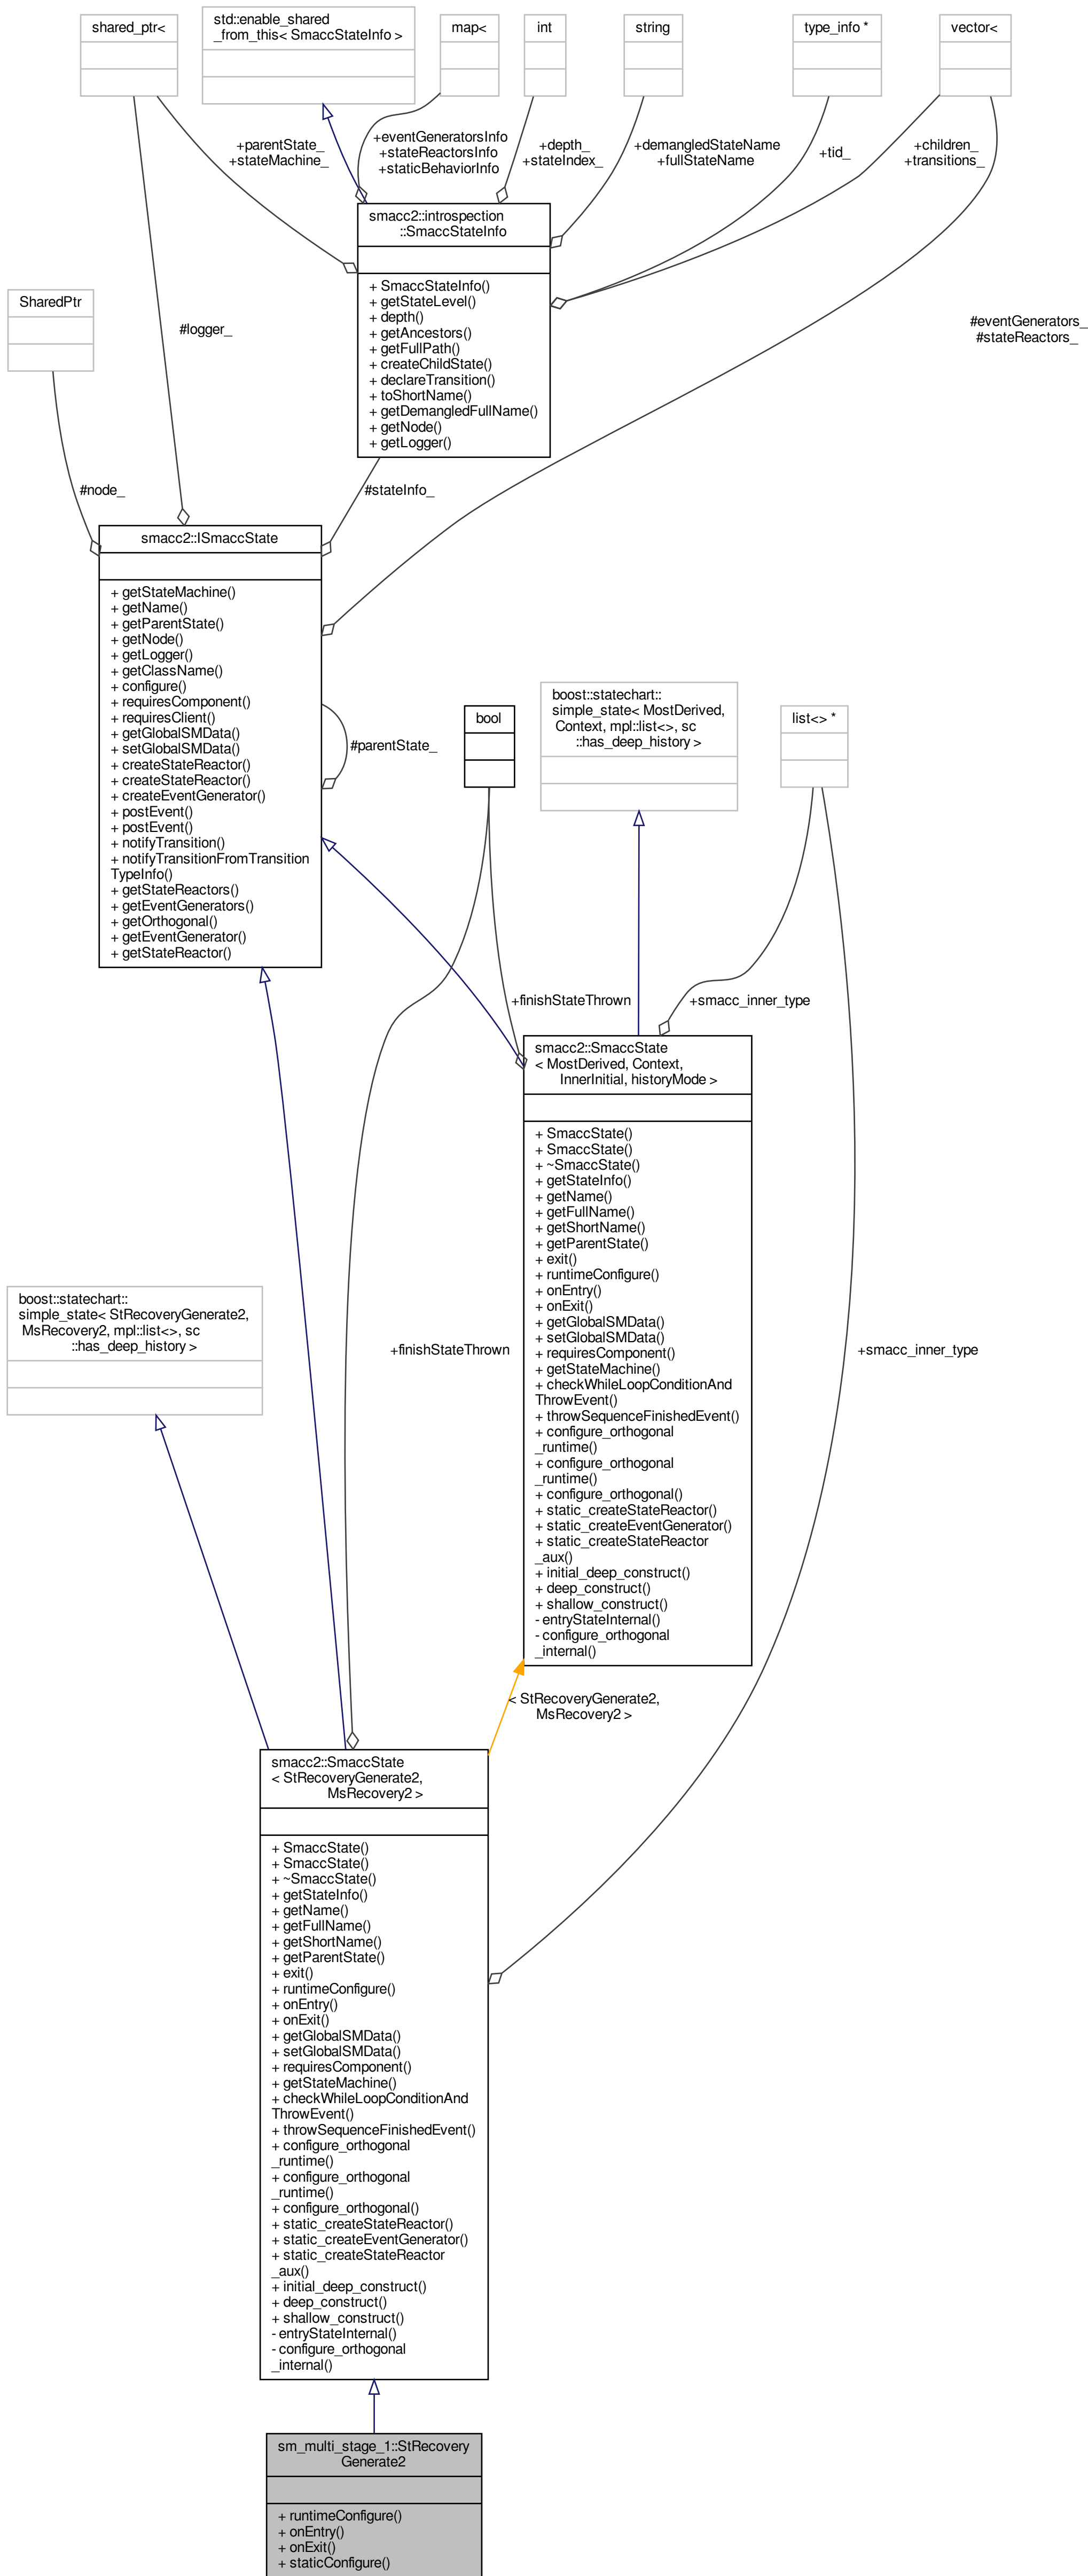 shared_ptr<
std::enable_shared
_from_this< SmaccStateInfo >
map<
int
string
type_info *
vector<
+parentState_
+stateMachine_
+eventGeneratorsInfo
+stateReactorsInfo
+staticBehaviorInfo
+depth_
+stateIndex_
+demangledStateName
+fullStateName
+tid_
+children_
+transitions_
smacc2::introspection
::SmaccStateInfo
+ SmaccStateInfo()
+ getStateLevel()
+ depth()
+ getAncestors()
+ getFullPath()
+ createChildState()
+ declareTransition()
+ toShortName()
+ getDemangledFullName()
+ getNode()
+ getLogger()
SharedPtr
#logger_
#eventGenerators_
#stateReactors_
#node_
#stateInfo_
smacc2::ISmaccState
+ getStateMachine()
+ getName()
+ getParentState()
+ getNode()
+ getLogger()
+ getClassName()
+ configure()
+ requiresComponent()
+ requiresClient()
+ getGlobalSMData()
+ setGlobalSMData()
+ createStateReactor()
+ createStateReactor()
+ createEventGenerator()
+ postEvent()
+ postEvent()
+ notifyTransition()
+ notifyTransitionFromTransition
TypeInfo()
+ getStateReactors()
+ getEventGenerators()
+ getOrthogonal()
+ getEventGenerator()
+ getStateReactor()
#parentState_
bool
boost::statechart::
simple_state< MostDerived,
Context, mpl::list<>, sc
::has_deep_history >
list<> *
+finishStateThrown
+smacc_inner_type
smacc2::SmaccState
< MostDerived, Context,
InnerInitial, historyMode >
+ SmaccState()
+ SmaccState()
+ ~SmaccState()
+ getStateInfo()
+ getName()
+ getFullName()
+ getShortName()
+ getParentState()
+ exit()
+ runtimeConfigure()
+ onEntry()
+ onExit()
+ getGlobalSMData()
+ setGlobalSMData()
+ requiresComponent()
+ getStateMachine()
+ checkWhileLoopConditionAnd
ThrowEvent()
+ throwSequenceFinishedEvent()
+ configure_orthogonal
_runtime()
+ configure_orthogonal
_runtime()
+ configure_orthogonal()
+ static_createStateReactor()
+ static_createEventGenerator()
+ static_createStateReactor
_aux()
+ initial_deep_construct()
+ deep_construct()
+ shallow_construct()
- entryStateInternal()
- configure_orthogonal
_internal()
boost::statechart::
simple_state< StRecoveryGenerate2,
MsRecovery2, mpl::list<>, sc
::has_deep_history >
+finishStateThrown
+smacc_inner_type
< StRecoveryGenerate2,
MsRecovery2 >
smacc2::SmaccState
< StRecoveryGenerate2,
MsRecovery2 >
+ SmaccState()
+ SmaccState()
+ ~SmaccState()
+ getStateInfo()
+ getName()
+ getFullName()
+ getShortName()
+ getParentState()
+ exit()
+ runtimeConfigure()
+ onEntry()
+ onExit()
+ getGlobalSMData()
+ setGlobalSMData()
+ requiresComponent()
+ getStateMachine()
+ checkWhileLoopConditionAnd
ThrowEvent()
+ throwSequenceFinishedEvent()
+ configure_orthogonal
_runtime()
+ configure_orthogonal
_runtime()
+ configure_orthogonal()
+ static_createStateReactor()
+ static_createEventGenerator()
+ static_createStateReactor
_aux()
+ initial_deep_construct()
+ deep_construct()
+ shallow_construct()
- entryStateInternal()
- configure_orthogonal
_internal()
sm_multi_stage_1::StRecovery
Generate2
+ runtimeConfigure()
+ onEntry()
+ onExit()
+ staticConfigure()